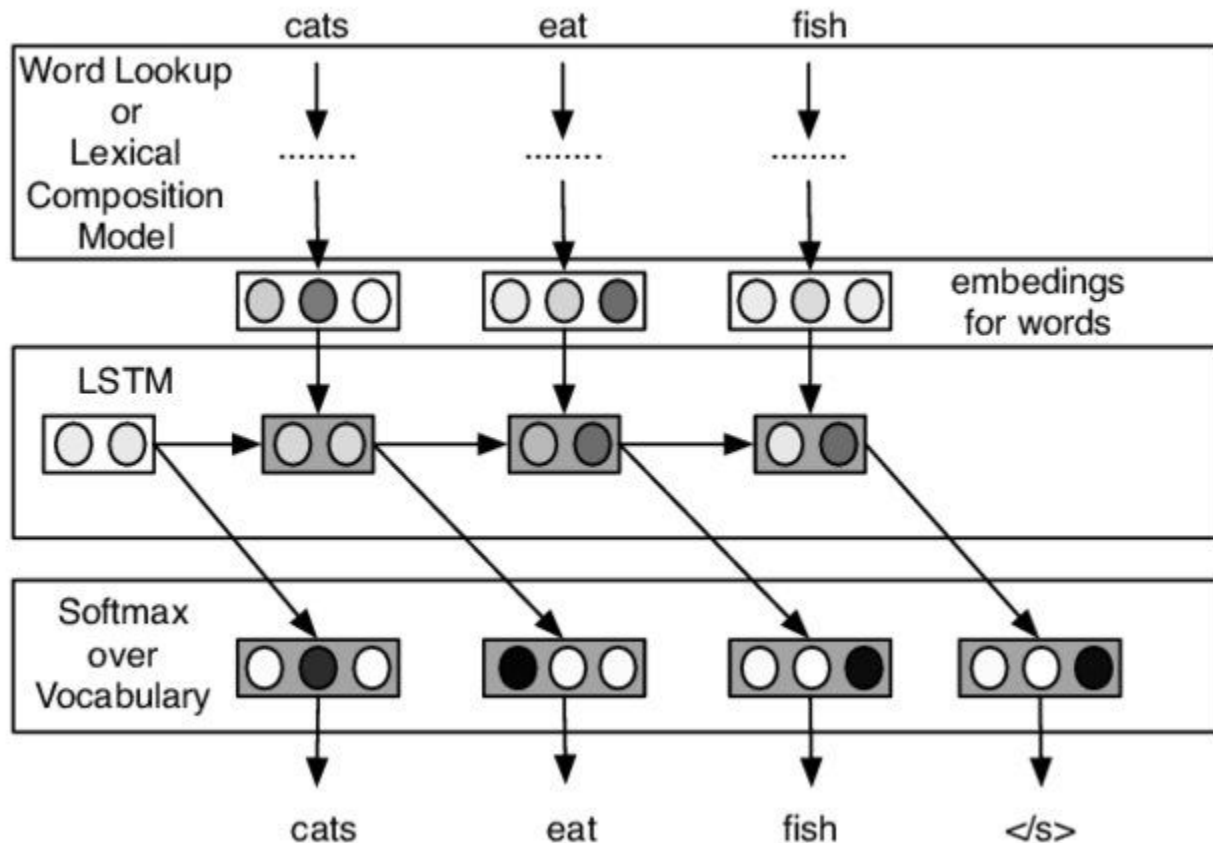 cats
eat
fish
Word Lookup
or
Lexical
Composition
Model
embedings
for words
LSTM
Softmax
over
Vocabulary
cats
eat
fish
</s>